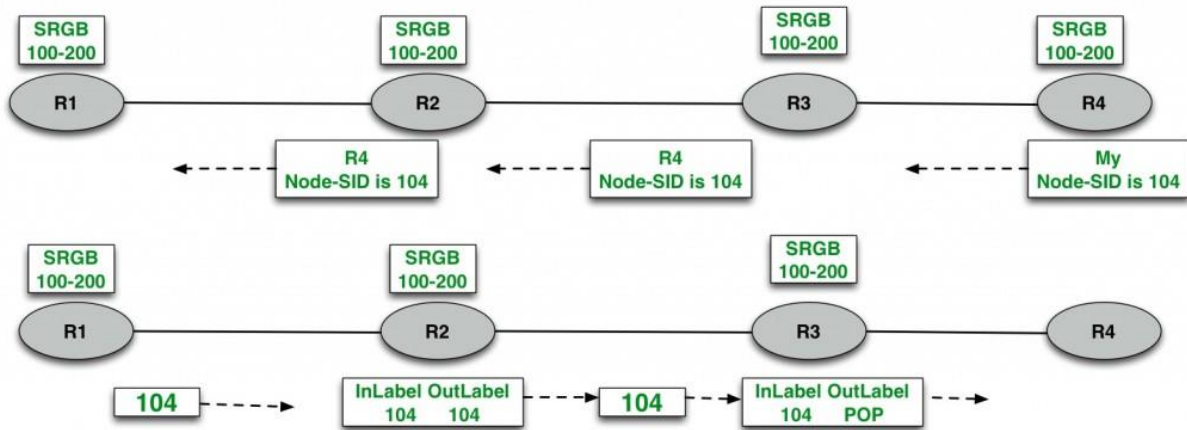 SRGB
100-200
SRGB
100-200
SRGB
100-200
SRGB
100-200
R1
R2
R3
R4
R4
Node-SID is 104
R4
Node-SID is 104
My
Node-SID is 104
SRGB
100-200
SRGB
100-200
SRGB
100-200
R1
R2
R3
R4
104
InLabel OutLabel
104 104
104
InLabel OutLabel
104 POP